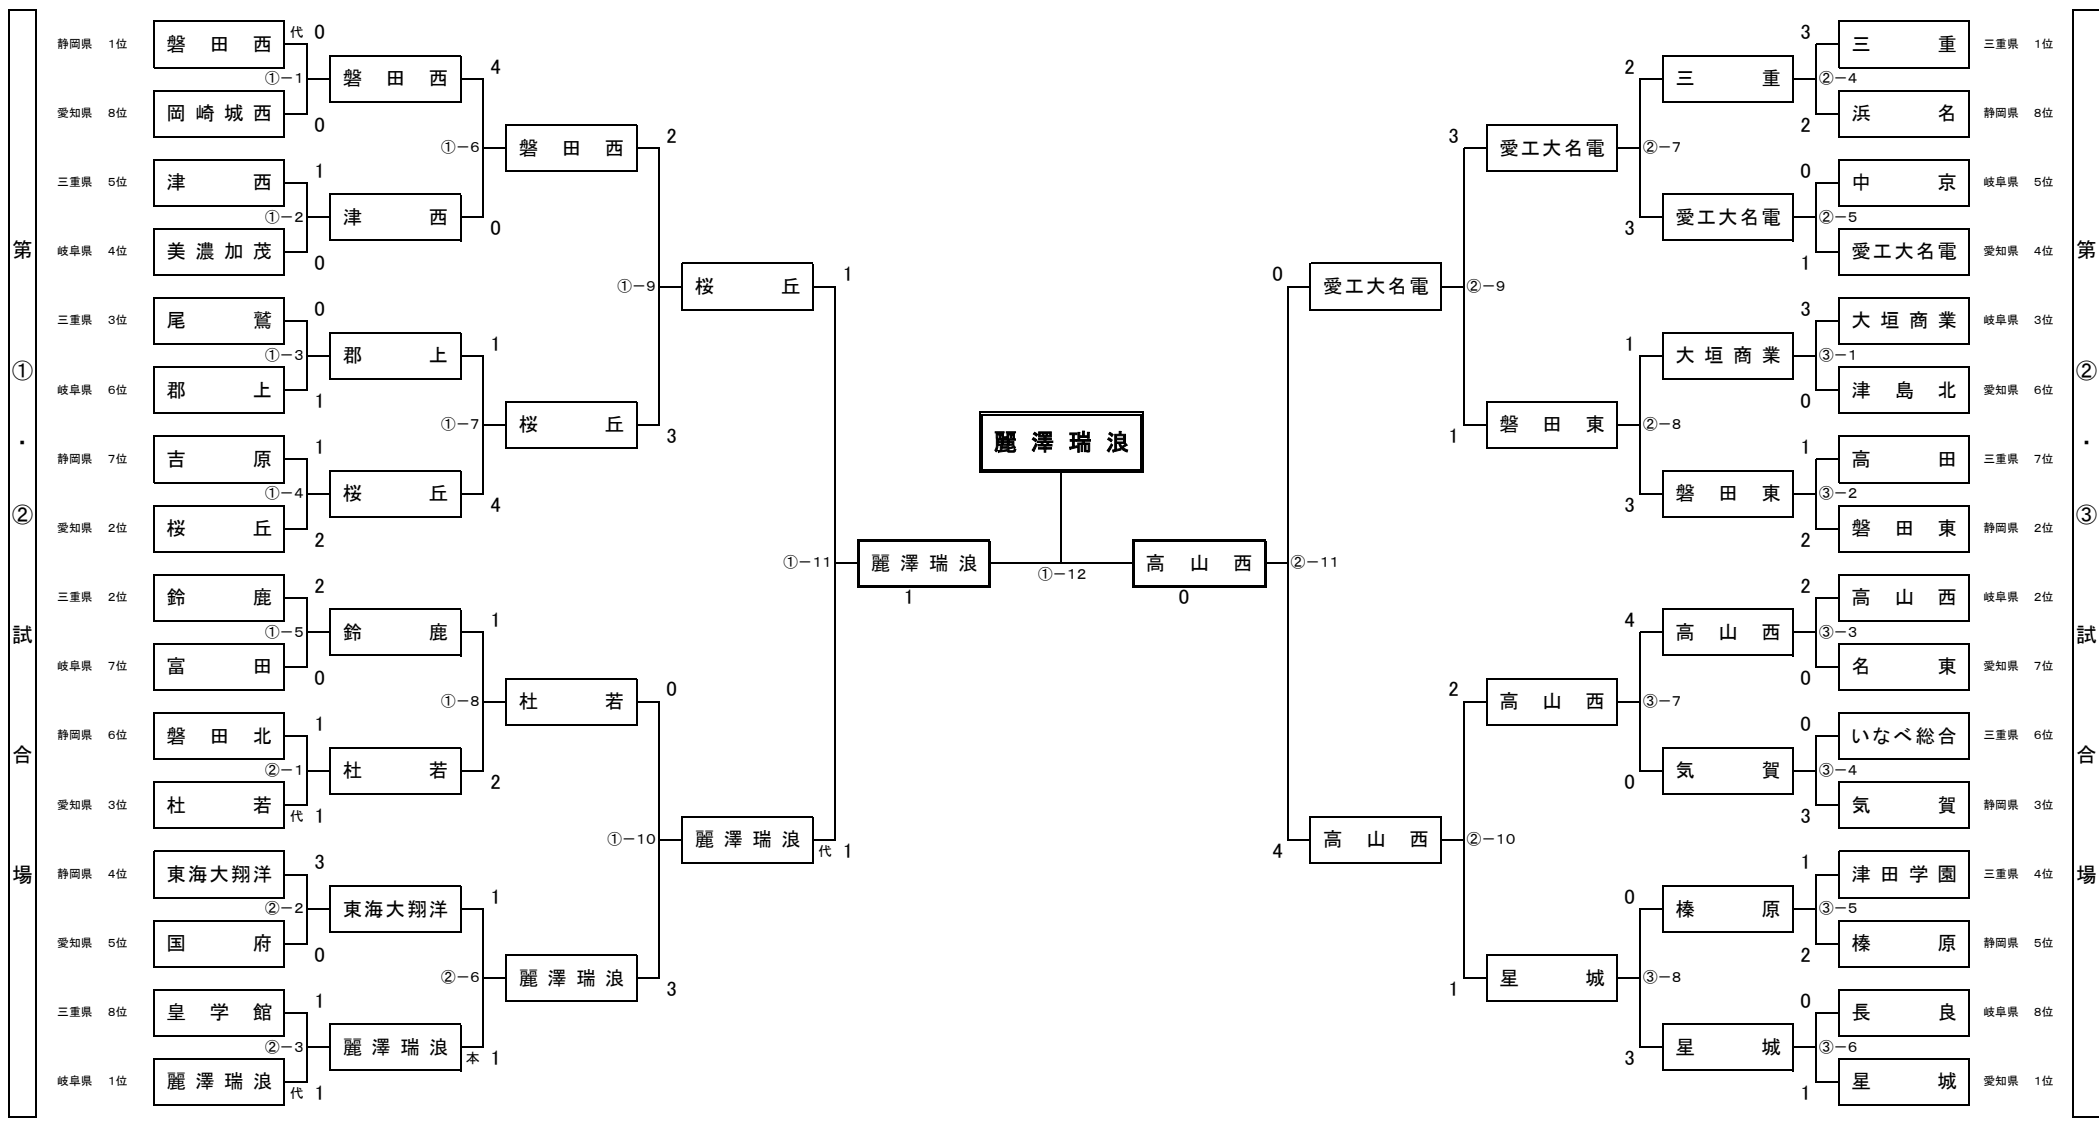 第①・②試合場
静岡県 1位 磐田西 代 0
①－1
愛知県 8位 岡崎城西 0
三重県 5位 津西 1
①－2
岐阜県 4位 美濃加茂 0
三重県 3位 尾鷲 0
①－3
岐阜県 6位 郡上 1
静岡県 7位 吉原 1
①－4
愛知県 2位 桜丘 2
三重県 2位 鈴鹿 2
①－5
岐阜県 7位 富田 0
静岡県 6位 磐田北 1
②－1
愛知県 3位 杜若 代 1
静岡県 4位 東海大翔洋 3
②－2
愛知県 5位 国府 0
三重県 8位 皇学館 1
②－3
岐阜県 1位 麗澤瑞浪 代 1
磐田西 4
①－6
津西 0
郡上 1
①－7
桜丘 4
鈴鹿 1
①－8
杜若 2
東海大翔洋 1
②－6
麗澤瑞浪 本 1
磐田西 2
①－9
桜丘 3
杜若 0
①－10
麗澤瑞浪 3
桜丘 1
①－11
麗澤瑞浪 代 1
麗澤瑞浪
麗澤瑞浪 1
①－12
高山西 0
0 愛工大名電
②－11
4 高山西
3 愛工大名電
②－9
1 磐田東
2 高山西
②－10
1 星城
2 三重
②－7
3 愛工大名電
1 大垣商業
②－8
3 磐田東
4 高山西
③－7
0 気賀
0 榛原
③－8
3 星城
3 三重 三重県 1位
②－4
2 浜名 静岡県 8位
0 中京 岐阜県 5位
②－5
1 愛工大名電 愛知県 4位
3 大垣商業 岐阜県 3位
③－1
0 津島北 愛知県 6位
1 高田 三重県 7位
③－2
2 磐田東 静岡県 2位
2 高山西 岐阜県 2位
③－3
0 名東 愛知県 7位
0 いなべ総合 三重県 6位
③－4
3 気賀 静岡県 3位
1 津田学園 三重県 4位
③－5
2 榛原 静岡県 5位
0 長良 岐阜県 8位
③－6
1 星城 愛知県 1位
第②・③試合場